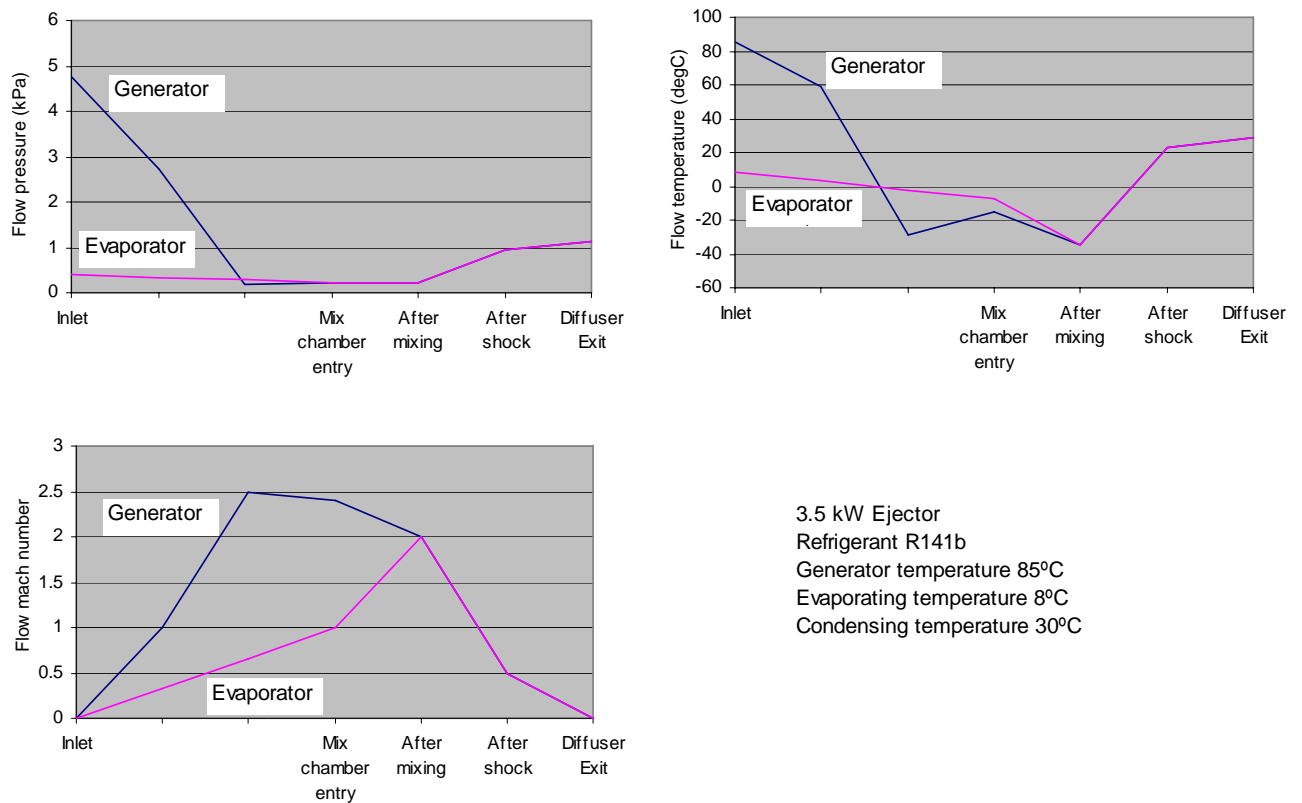 Flow pressure (kPa)
6
5
4
3
2
1
0
Generator
Evaporator
Inlet
Mix
chamber
entry
After
mixing
After
shock
Diffuser
Exit
Flow temperature (degC)
100
80
60
40
20
0
-20
-40
-60
Generator
Evaporator
Inlet
Mix
chamber
entry
After
mixing
After
shock
Diffuser
Exit
Flow mach number
3
2.5
2
1.5
1
0.5
0
Generator
Evaporator
Inlet
Mix
chamber
entry
After
mixing
After
shock
Diffuser
Exit
3.5 kW Ejector
Refrigerant R141b
Generator temperature 85ºC
Evaporating temperature 8ºC
Condensing temperature 30ºC